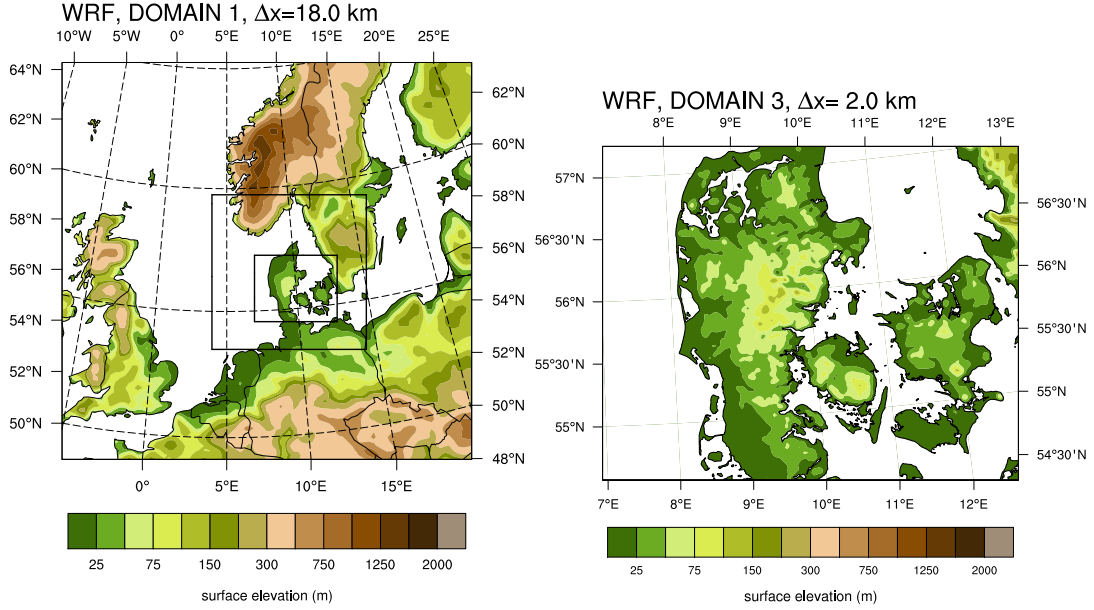 WRF, DOMAIN 1, Δx=18.0 km
10°W 5°W 0°E 5°E 10°E 15°E 20°E 25°E
64°N
62°N
60°N
58°N
56°N
54°N
52°N
50°N
62°N
60°N
58°N
56°N
54°N
52°N
50°N
48°N
0° 5°E 10°E 15°E
25 75 150 300 750 1250 2000
surface elevation (m)
WRF, DOMAIN 3, Δx= 2.0 km
8°E 9°E 10°E 11°E 12°E 13°E
57°N
56°30'N
56°N
55°30'N
55°N
56°30'N
56°N
55°30'N
55°N
54°30'N
7°E 8°E 9°E 10°E 11°E 12°E
25 75 150 300 750 1250 2000
surface elevation (m)